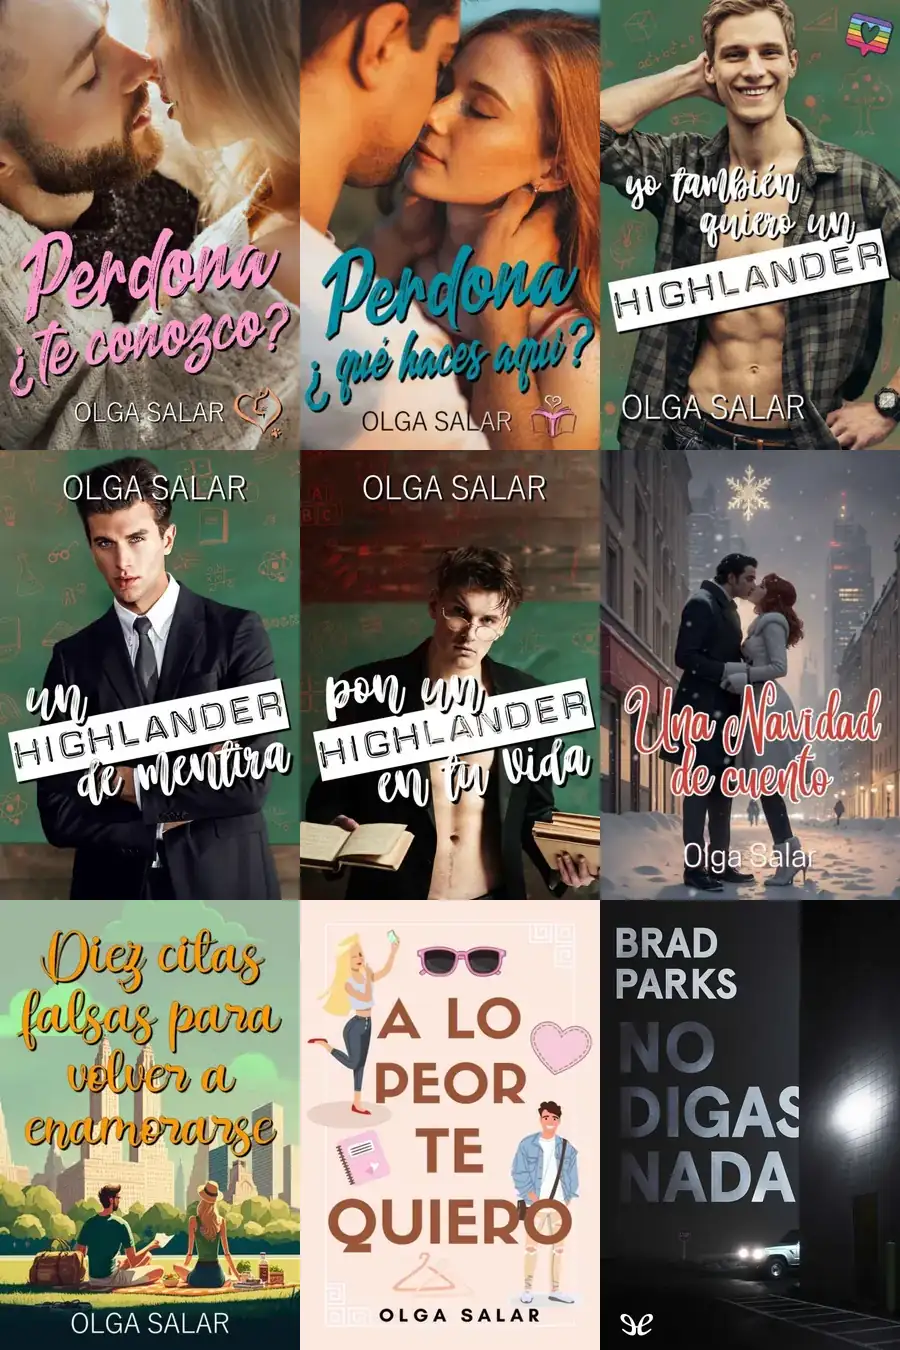 Perdona
¿te conozco?
OLGA SALAR
Perdona
¿qué haces aquí?
OLGA SALAR
yo también
quiero un
HIGHLANDER
OLGA SALAR
OLGA SALAR
un
HIGHLANDER
de mentira
OLGA SALAR
pon un
HIGHLANDER
en tu vida
Una Navidad
de cuento
Olga Salar
Diez citas
falsas para
volver a
enamorarse
OLGA SALAR
A LO
PEOR
TE
QUIERO
OLGA SALAR
BRAD
PARKS
NO
DIGAS
NADA